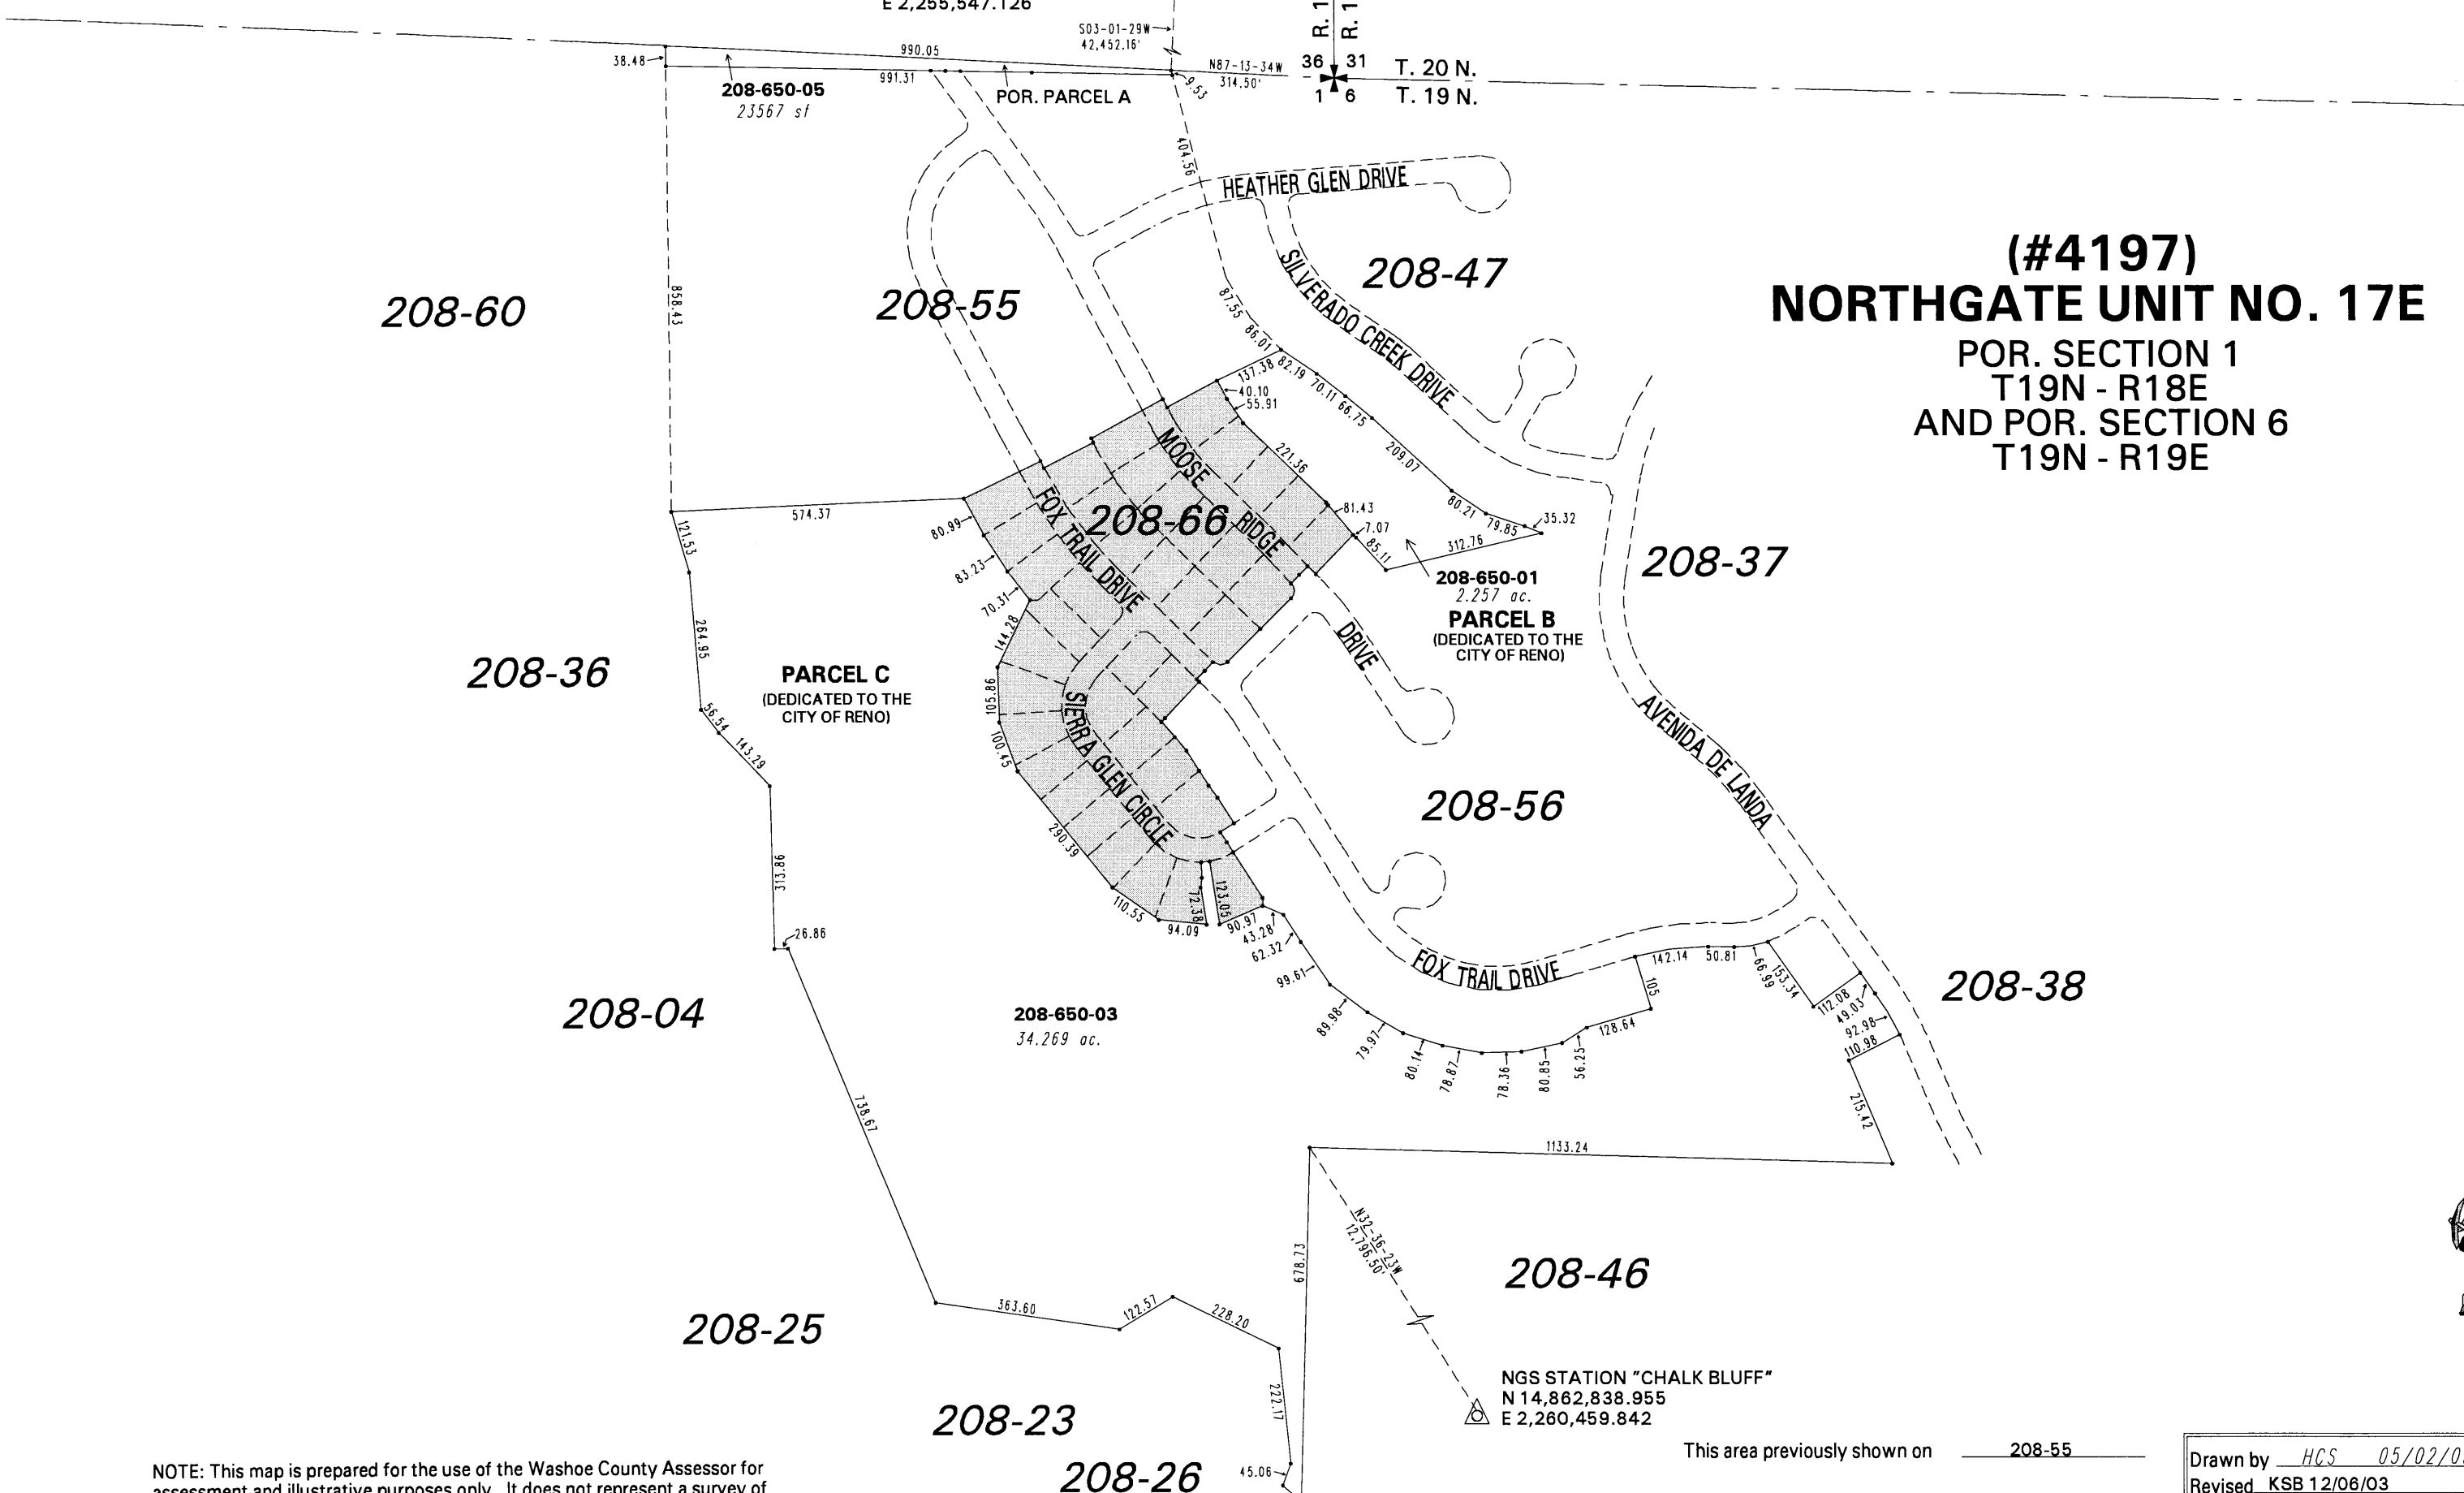 E 2,255,547.126
S03-01-29W
42,452.16'
R. 1
R. 1
990.05
38.48
991.31
N87-13-34W
314.50'
9.53
36 31
T. 20 N.
1 6
T. 19 N.
208-650-05
23567 sf
POR. PARCEL A
404.56
HEATHER GLEN DRIVE
(#4197)
NORTHGATE UNIT NO. 17E
POR. SECTION 1
T19N - R18E
AND POR. SECTION 6
T19N - R19E
208-60
858.43
208-55
208-47
87.55
86.01
SILVERADO CREEK DRIVE
137.38
82.19
70.11
66.75
40.10
55.91
221.36
209.07
81.43
7.07
85.11
312.76
80.21
79.85
35.32
MOOSE RIDGE
DRIVE
208-66
FOX TRAIL DRIVE
574.37
80.99
83.23
70.31
144.28
105.86
100.45
121.53
264.95
56.54
143.29
313.86
26.86
208-37
208-650-01
2.257 ac.
PARCEL B
(DEDICATED TO THE
CITY OF RENO)
208-36
PARCEL C
(DEDICATED TO THE
CITY OF RENO)
SIERRA GLEN CIRCLE
AVENIDA DE LANDA
208-56
290.39
110.55
94.09
72.38
123.05
90.97
43.28
62.32
99.61
89.98
79.97
80.14
78.87
78.36
80.85
56.25
128.64
105
142.14
50.81
66.99
153.34
112.08
49.03
92.98
110.98
215.42
FOX TRAIL DRIVE
208-38
208-04
208-650-03
34.269 ac.
738.67
1133.24
678.73
N32-36-23W
12,796.50'
208-46
208-25
363.60
122.57
228.20
222.17
45.06
NGS STATION "CHALK BLUFF"
N 14,862,838.955
E 2,260,459.842
208-23
208-26
This area previously shown on 208-55
Drawn by HCS 05/02/0
Revised KSB 12/06/03
NOTE: This map is prepared for the use of the Washoe County Assessor for
assessment and illustrative purposes only. It does not represent a survey of